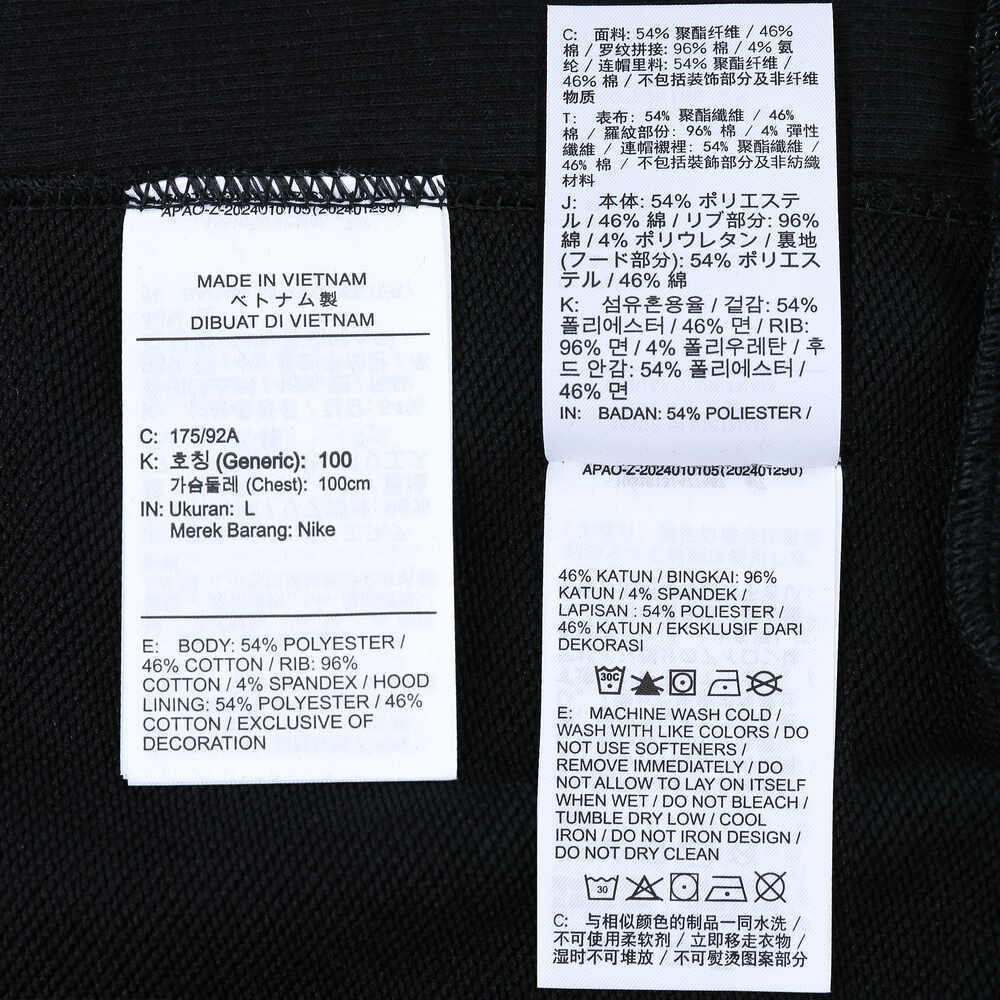 APAO-Z-2024010105(202401290)
MADE IN VIETNAM
ベトナム製
DIBUAT DI VIETNAM
C: 175/92A
K: 호칭 (Generic): 100
가슴둘레 (Chest): 100cm
IN: Ukuran: L
Merek Barang: Nike
E: BODY: 54% POLYESTER /
46% COTTON / RIB: 96%
COTTON / 4% SPANDEX / HOOD
LINING: 54% POLYESTER / 46%
COTTON / EXCLUSIVE OF
DECORATION
C: 面料: 54% 聚酯纤维 / 46%
棉 / 罗纹拼接: 96% 棉 / 4% 氨
纶 / 连帽里料: 54% 聚酯纤维 /
46% 棉 / 不包括装饰部分及非纤维
物质
T: 表布: 54% 聚酯纖維 / 46%
棉 / 羅紋部份: 96% 棉 / 4% 彈性
纖維 / 連帽襯裡: 54% 聚酯纖維 /
46% 棉 / 不包括裝飾部分及非紡織
材料
J: 本体: 54% ポリエステ
ル / 46% 綿 / リブ部分: 96%
綿 / 4% ポリウレタン / 裏地
(フード部分): 54% ポリエス
テル / 46% 綿
K: 섬유혼용율 / 겉감: 54%
폴리에스터 / 46% 면 / RIB:
96% 면 / 4% 폴리우레탄 / 후
드 안감: 54% 폴리에스터 /
46% 면
IN: BADAN: 54% POLIESTER /
APAO-Z-2024010105(202401290)
46% KATUN / BINGKAI: 96%
KATUN / 4% SPANDEK /
LAPISAN : 54% POLIESTER /
46% KATUN / EKSKLUSIF DARI
DEKORASI
30C
E: MACHINE WASH COLD /
WASH WITH LIKE COLORS / DO
NOT USE SOFTENERS /
REMOVE IMMEDIATELY / DO
NOT ALLOW TO LAY ON ITSELF
WHEN WET / DO NOT BLEACH /
TUMBLE DRY LOW / COOL
IRON / DO NOT IRON DESIGN /
DO NOT DRY CLEAN
30
C: 与相似颜色的制品一同水洗 /
不可使用柔软剂 / 立即移走衣物 /
湿时不可堆放 / 不可熨烫图案部分